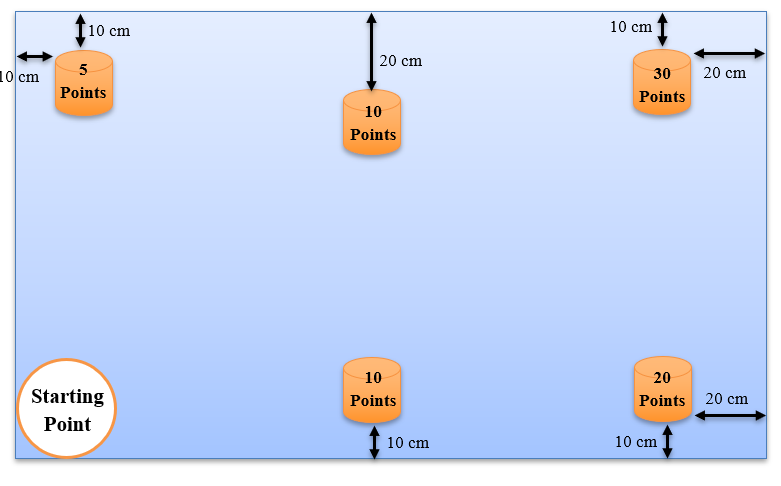 10 cm
10 cm
5
Points
20 cm
10
Points
10 cm
20 cm
30
Points
Starting
Point
10
Points
10 cm
20
Points
20 cm
10 cm